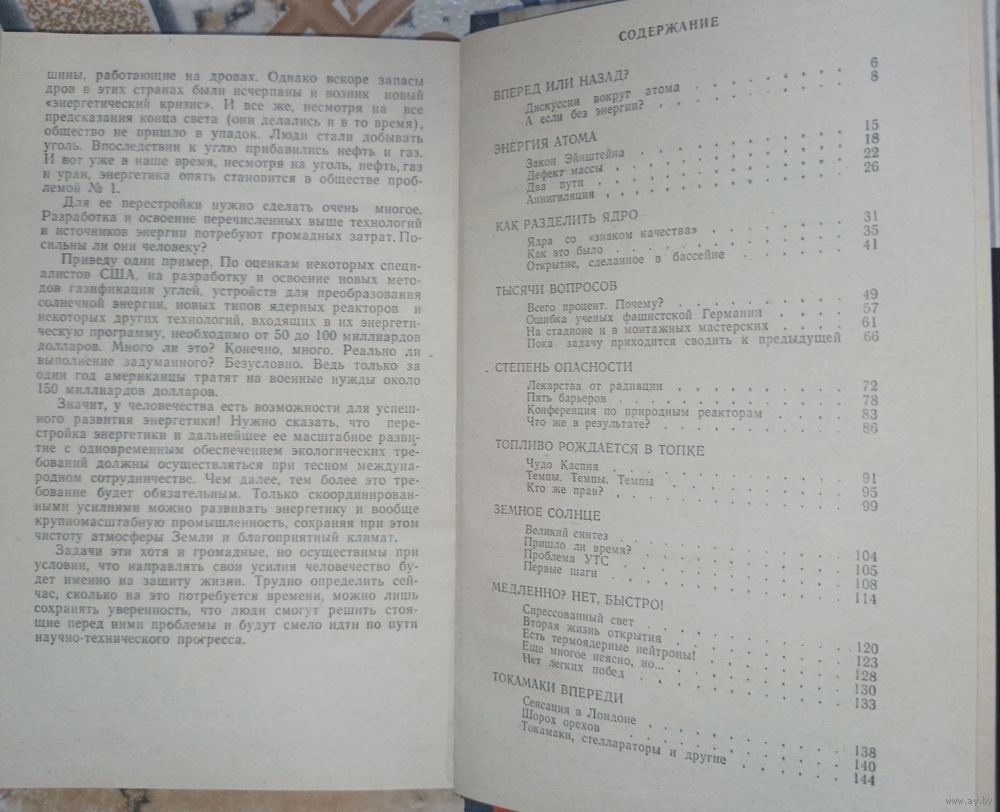 шины, работающие на дровах. Однако вскоре запасы
дров в этих странах были исчерпаны и возник новый
«энергетический кризис». И все же, несмотря на все
предсказания конца света (они делались и в то время),
общество не пришло в упадок. Люди стали добывать
уголь. Впоследствии к углю прибавились нефть и газ.
И вот уже в наше время, несмотря на уголь, нефть, газ
и уран, энергетика опять становится в обществе проб-
лемой № 1.
Для ее перестройки нужно сделать очень многое.
Разработка и освоение перечисленных выше технологий
и источников энергии потребуют громадных затрат. По-
сильны ли они человеку?
Приведу один пример. По оценкам некоторых специ-
алистов США, на разработку и освоение новых мето-
дов газификации углей, устройств для преобразования
солнечной энергии, новых типов ядерных реакторов и
некоторых других технологий, входящих в их энергети-
ческую программу, необходимо от 50 до 100 миллиардов
долларов. Много ли это? Конечно, много. Реально ли
выполнение задуманного? Безусловно. Ведь только за
один год американцы тратят на военные нужды около
150 миллиардов долларов.
Значит, у человечества есть возможности для успеш-
ного развития энергетики! Нужно сказать, что пере-
стройка энергетики и дальнейшее ее масштабное разви-
тие с одновременным обеспечением экологических тре-
бований должны осуществляться при тесном междуна-
родном сотрудничестве. Чем далее, тем более это тре-
бование будет обязательным. Только скоординирован-
ными усилиями можно развивать энергетику и вообще
крупномасштабную промышленность, сохраняя при этом
чистоту атмосферы Земли и благоприятный климат.
Задачи эти хотя и громадные, но осуществимы при
условии, что направлять свои усилия человечество бу-
дет именно на защиту жизни. Трудно определить сей-
час, сколько на это потребуется времени, можно лишь
сохранять уверенность, что люди смогут решить стоя-
щие перед ними проблемы и будут смело идти по пути
научно-технического прогресса.
СОДЕРЖАНИЕ
ВПЕРЕД ИЛИ НАЗАД?
Дискуссии вокруг атома 6
А если без энергии? 8
ЭНЕРГИЯ АТОМА
Закон Эйнштейна 15
Дефект массы 18
Два пути 22
Аннигиляция 26
КАК РАЗДЕЛИТЬ ЯДРО
Ядра со «знаком качества» 31
Как это было 35
Открытие, сделанное в бассейне 41
ТЫСЯЧИ ВОПРОСОВ
Всего процент. Почему? 49
Ошибка ученых фашистской Германии 57
На стадионе и в монтажных мастерских 61
Пока задачу приходится сводить к предыдущей 66
СТЕПЕНЬ ОПАСНОСТИ
Лекарства от радиации 72
Пять барьеров 78
Конференция по природным реакторам 83
Что же в результате? 86
ТОПЛИВО РОЖДАЕТСЯ В ТОПКЕ
Чудо Каспия 91
Темпы. Темпы. Темпы 95
Кто же прав? 99
ЗЕМНОЕ СОЛНЦЕ
Великий синтез 104
Пришло ли время? 105
Проблема УТС 108
Первые шаги 114
МЕДЛЕННО? НЕТ, БЫСТРО!
Спрессованный свет 120
Вторая жизнь открытия 123
Есть термоядерные нейтроны! 128
Еще многое неясно, но... 130
Нет легких побед 133
ТОКАМАКИ ВПЕРЕДИ
Сенсация в Лондоне 138
Шорох орехов 140
Токамаки, стеллараторы и другие 144
www.ay.by